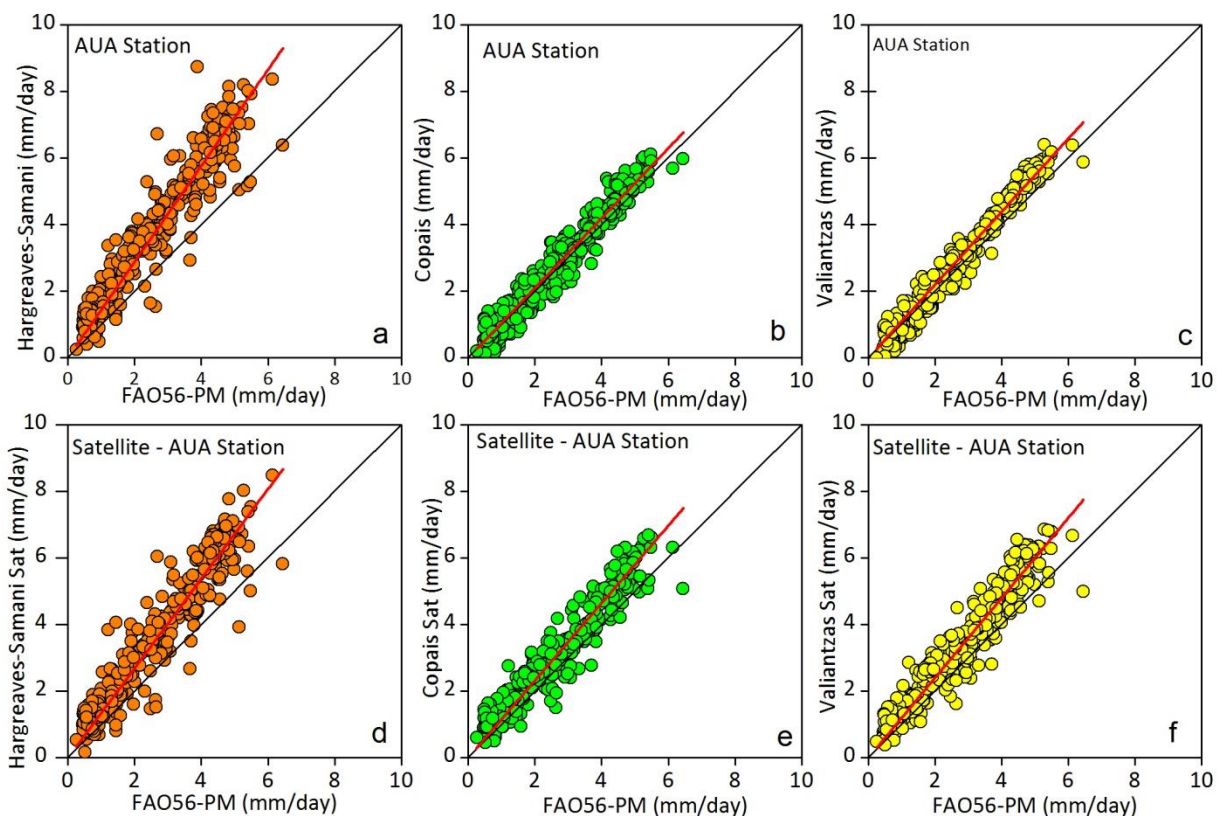 AUA Station
Hargreaves-Samani (mm/day)
10
8
6
4
2
0
a
0 2 4 6 8 10
FAO56-PM (mm/day)
AUA Station
Copais (mm/day)
10
8
6
4
2
0
b
0 2 4 6 8 10
FAO56-PM (mm/day)
AUA Station
Valiantzas (mm/day)
10
8
6
4
2
0
c
0 2 4 6 8 10
FAO56-PM (mm/day)
Satellite - AUA Station
Hargreaves-Samani Sat (mm/day)
10
8
6
4
2
0
d
0 2 4 6 8 10
FAO56-PM (mm/day)
Satellite - AUA Station
Copais Sat (mm/day)
10
8
6
4
2
0
e
0 2 4 6 8 10
FAO56-PM (mm/day)
Satellite - AUA Station
Valiantzas Sat (mm/day)
10
8
6
4
2
0
f
0 2 4 6 8 10
FAO56-PM (mm/day)